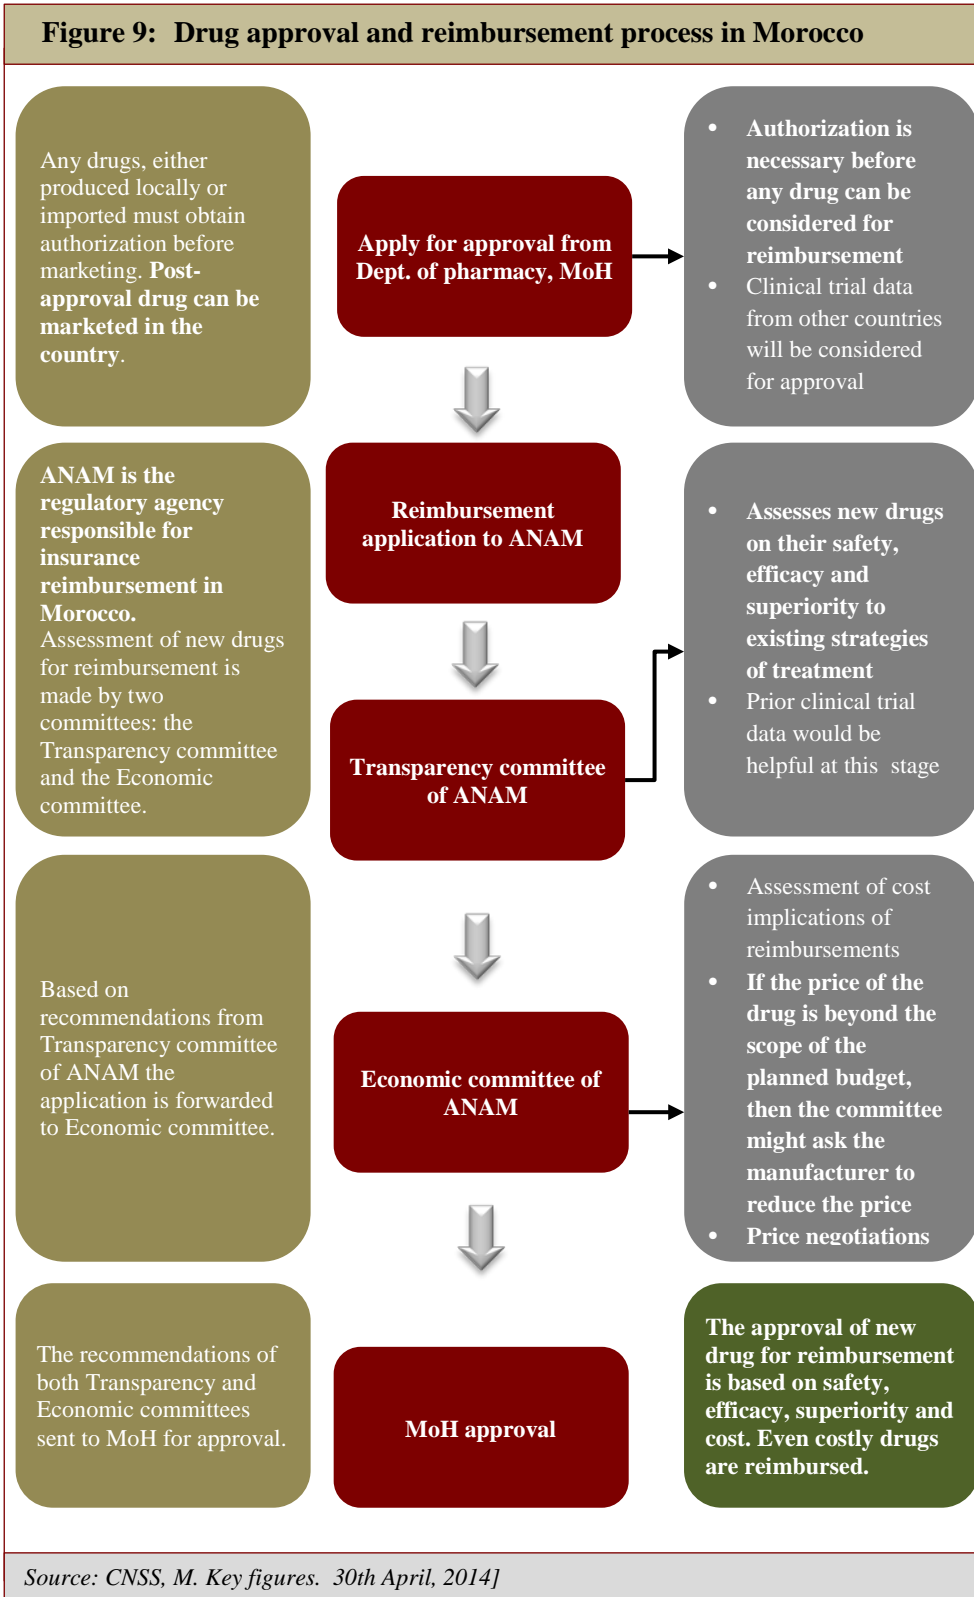 Figure 9: Drug approval and reimbursement process in Morocco
Any drugs, either
produced locally or
imported must obtain
authorization before
marketing. Post-
approval drug can be
marketed in the
country.
Apply for approval from
Dept. of pharmacy, MoH
• Authorization is
necessary before
any drug can be
considered for
reimbursement
• Clinical trial data
from other countries
will be considered
for approval
ANAM is the
regulatory agency
responsible for
insurance
reimbursement in
Morocco.
Assessment of new drugs
for reimbursement is
made by two
committees: the
Transparency committee
and the Economic
committee.
Reimbursement
application to ANAM
Transparency committee
of ANAM
• Assesses new drugs
on their safety,
efficacy and
superiority to
existing strategies
of treatment
• Prior clinical trial
data would be
helpful at this stage
Based on
recommendations from
Transparency committee
of ANAM the
application is forwarded
to Economic committee.
Economic committee of
ANAM
• Assessment of cost
implications of
reimbursements
• If the price of the
drug is beyond the
scope of the
planned budget,
then the committee
might ask the
manufacturer to
reduce the price
• Price negotiations
The recommendations of
both Transparency and
Economic committees
sent to MoH for approval.
MoH approval
The approval of new
drug for reimbursement
is based on safety,
efficacy, superiority and
cost. Even costly drugs
are reimbursed.
Source: CNSS, M. Key figures. 30th April, 2014]